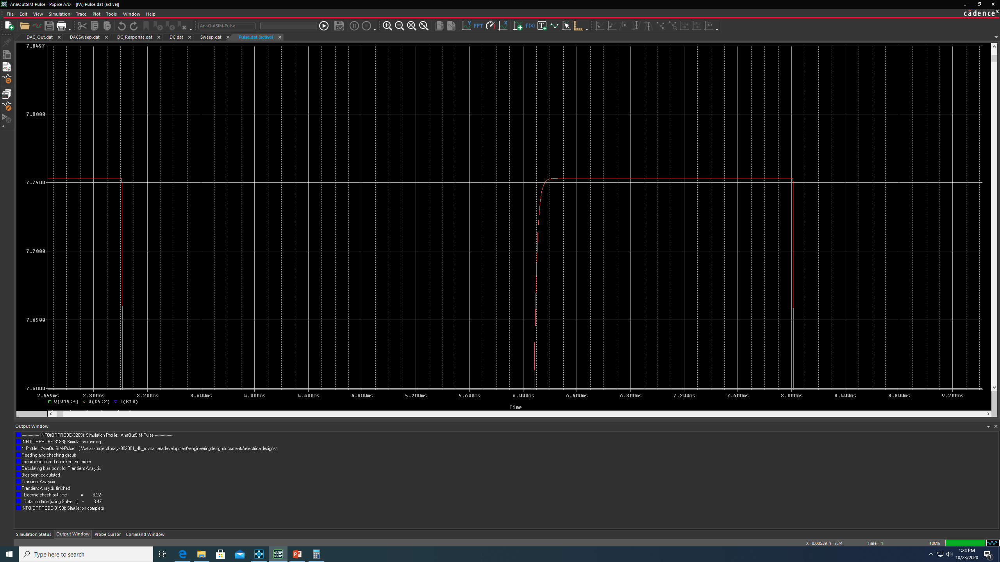 AnaOutSIM-Pulse - PSpice A/D - [(W) Pulse.dat (active)]
File Edit View Simulation Trace Plot Tools Window Help
cādence®
AnaOutSIM-Pulse
Y FFT X f(x) T X,Y
DAC_Out.dat DACSweep.dat DC_Response.dat DC.dat Sweep.dat Pulse.dat (active)
7.8497
7.8000
7.7500
7.7000
7.6500
7.6000
2.459ms 2.800ms 3.200ms 3.600ms 4.000ms 4.400ms 4.800ms 5.200ms 5.600ms 6.000ms 6.400ms 6.800ms 7.200ms 7.600ms 8.000ms 8.400ms 8.800ms 9.200ms
V(V14:+) V(C5:2) I(R10)
Time
Output Window
--------------- INFO(ORPROBE-3209): Simulation Profile: AnaOutSIM-Pulse ---------------
INFO(ORPROBE-3183): Simulation running...
** Profile: "AnaOutSIM-Pulse" [ \\atlas\projectlibrary\902001_4k_rovcameradevelopment\engineeringdesigndocuments\electricaldesign\4
Reading and checking circuit
Circuit read in and checked, no errors
Calculating bias point for Transient Analysis
Bias point calculated
Transient Analysis
Transient Analysis finished
License check-out time = 8.22
Total job time (using Solver 1) = 3.47
INFO(ORPROBE-3190): Simulation complete
Simulation Status Output Window Probe Cursor Command Window
X=0.00539 Y=7.74 Time= 1 100%
Type here to search
1:24 PM
10/23/2020
1